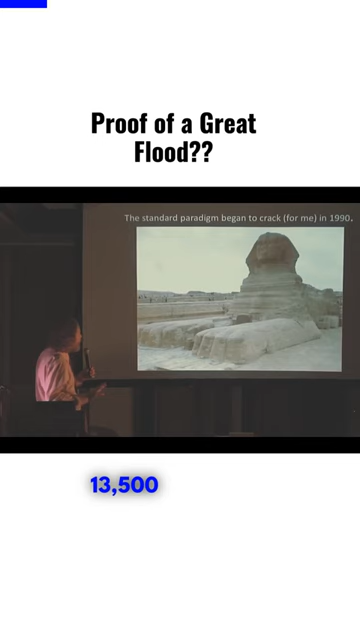 Proof of a Great
Flood??
The standard paradigm began to crack (for me) in 1990.
13,500